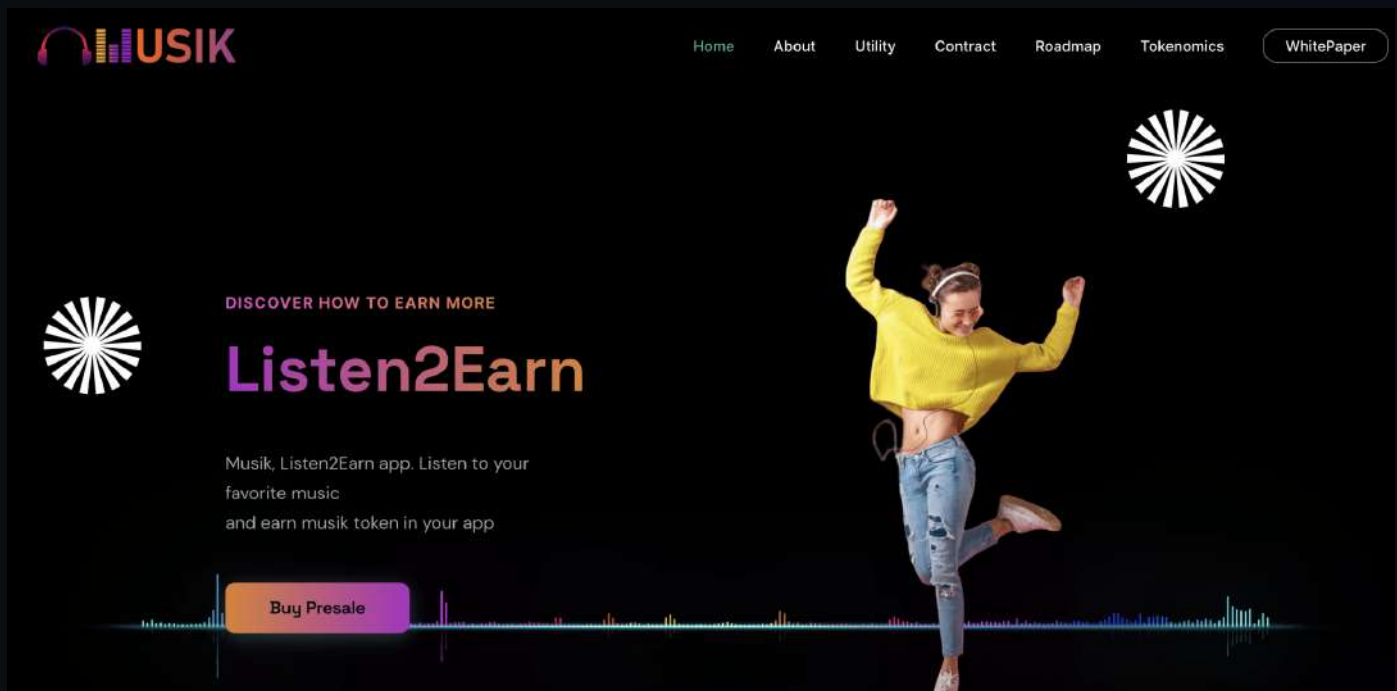 MUSIK
Home About Utility Contract Roadmap Tokenomics WhitePaper
DISCOVER HOW TO EARN MORE
Listen2Earn
Musik, Listen2Earn app. Listen to your
favorite music
and earn musik token in your app
Buy Presale